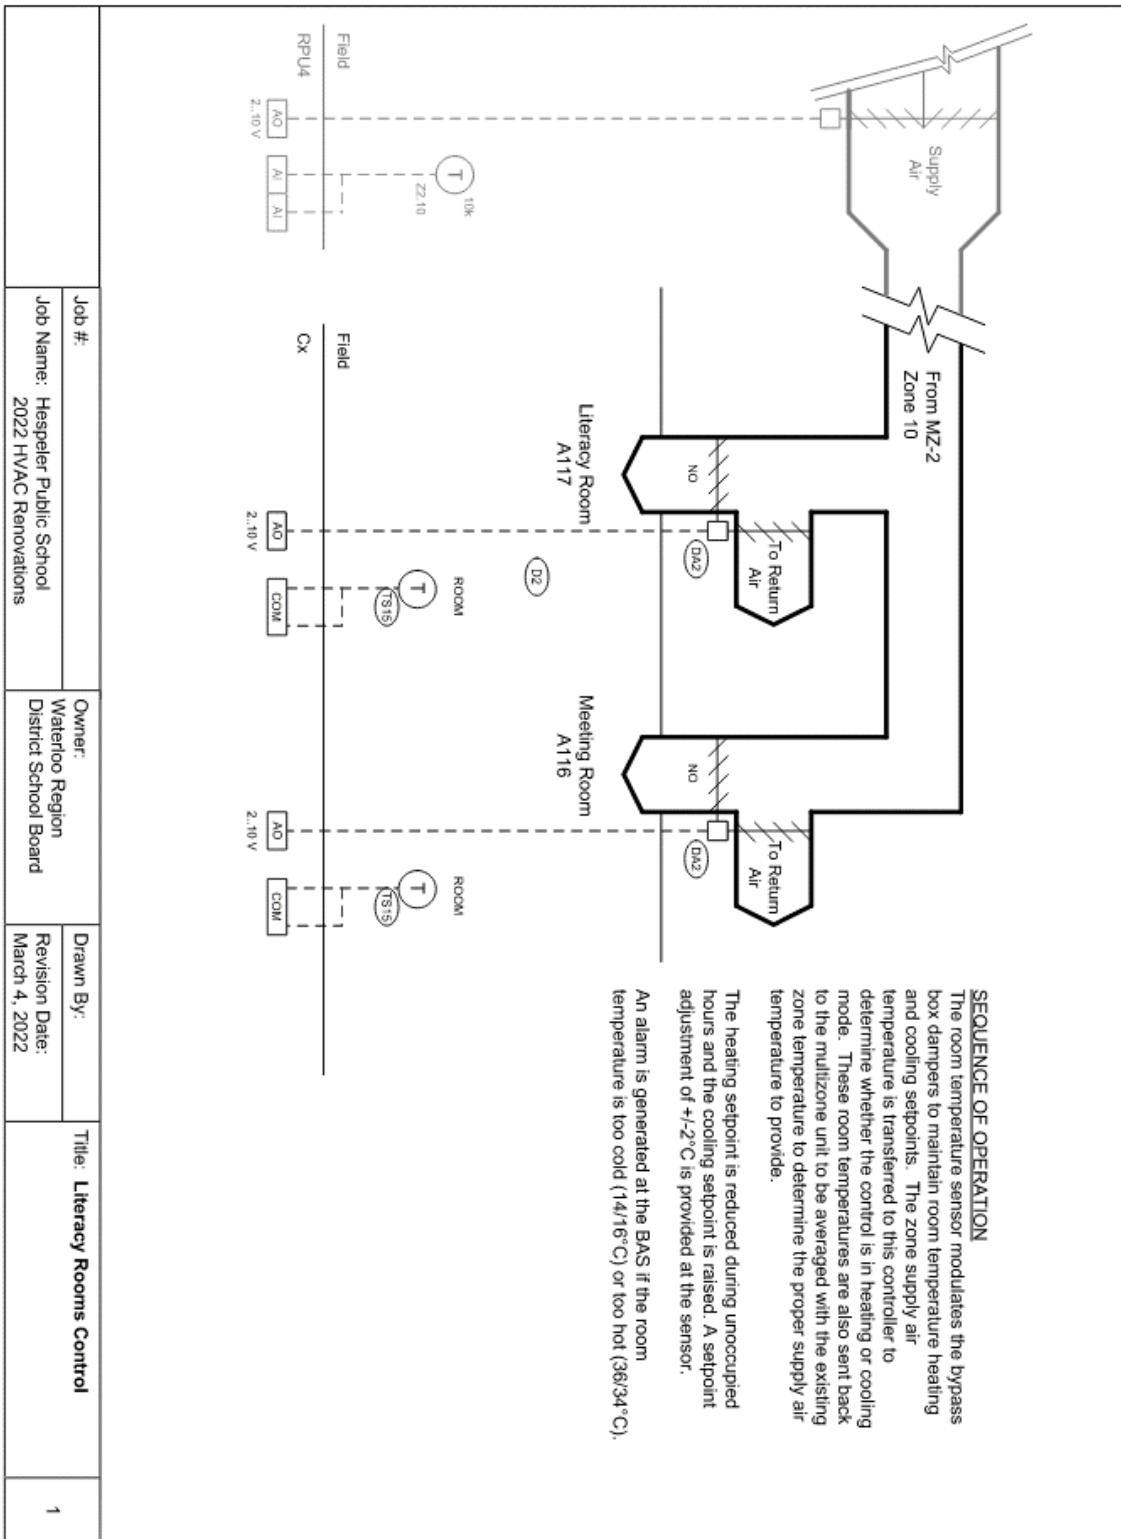 Supply
Air
From MZ-2
Zone 10
To Return
Air
To Return
Air
NO
NO
DA2
DA2
Literacy Room
A117
Meeting Room
A116
D2
10k
T
Z2.10
ROOM
T
TS15
ROOM
T
TS15
Field
RPU4
Field
Cx
AO
2..10 V
AI
AI
AO
2..10 V
COM
AO
2..10 V
COM
SEQUENCE OF OPERATION
The room temperature sensor modulates the bypass
box dampers to maintain room temperature heating
and cooling setpoints. The zone supply air
temperature is transferred to this controller to
determine whether the control is in heating or cooling
mode. These room temperatures are also sent back
to the multizone unit to be averaged with the existing
zone temperature to determine the proper supply air
temperature to provide.
The heating setpoint is reduced during unoccupied
hours and the cooling setpoint is raised. A setpoint
adjustment of +/-2°C is provided at the sensor.
An alarm is generated at the BAS if the room
temperature is too cold (14/16°C) or too hot (36/34°C).
Job #:
Job Name: Hespeler Public School
2022 HVAC Renovations
Owner:
Waterloo Region
District School Board
Drawn By:
Revision Date:
March 4, 2022
Title: Literacy Rooms Control
1